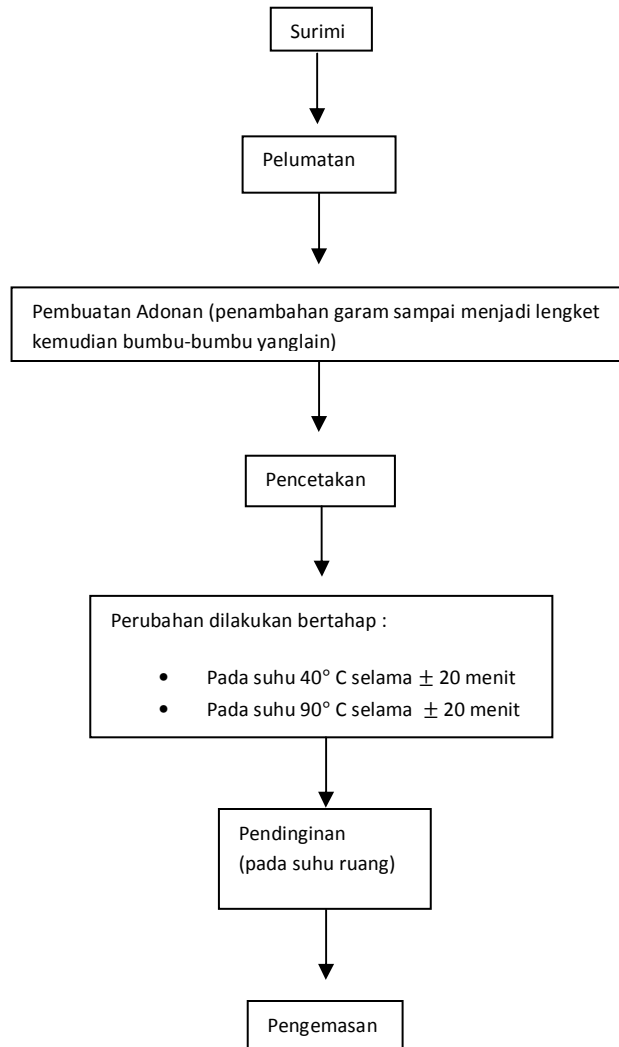 Surimi
Pelumatan
Pembuatan Adonan (penambahan garam sampai menjadi lengket
kemudian bumbu-bumbu yanglain)
Pencetakan
Perubahan dilakukan bertahap :
• Pada suhu 40° C selama ± 20 menit
• Pada suhu 90° C selama ± 20 menit
Pendinginan
(pada suhu ruang)
Pengemasan